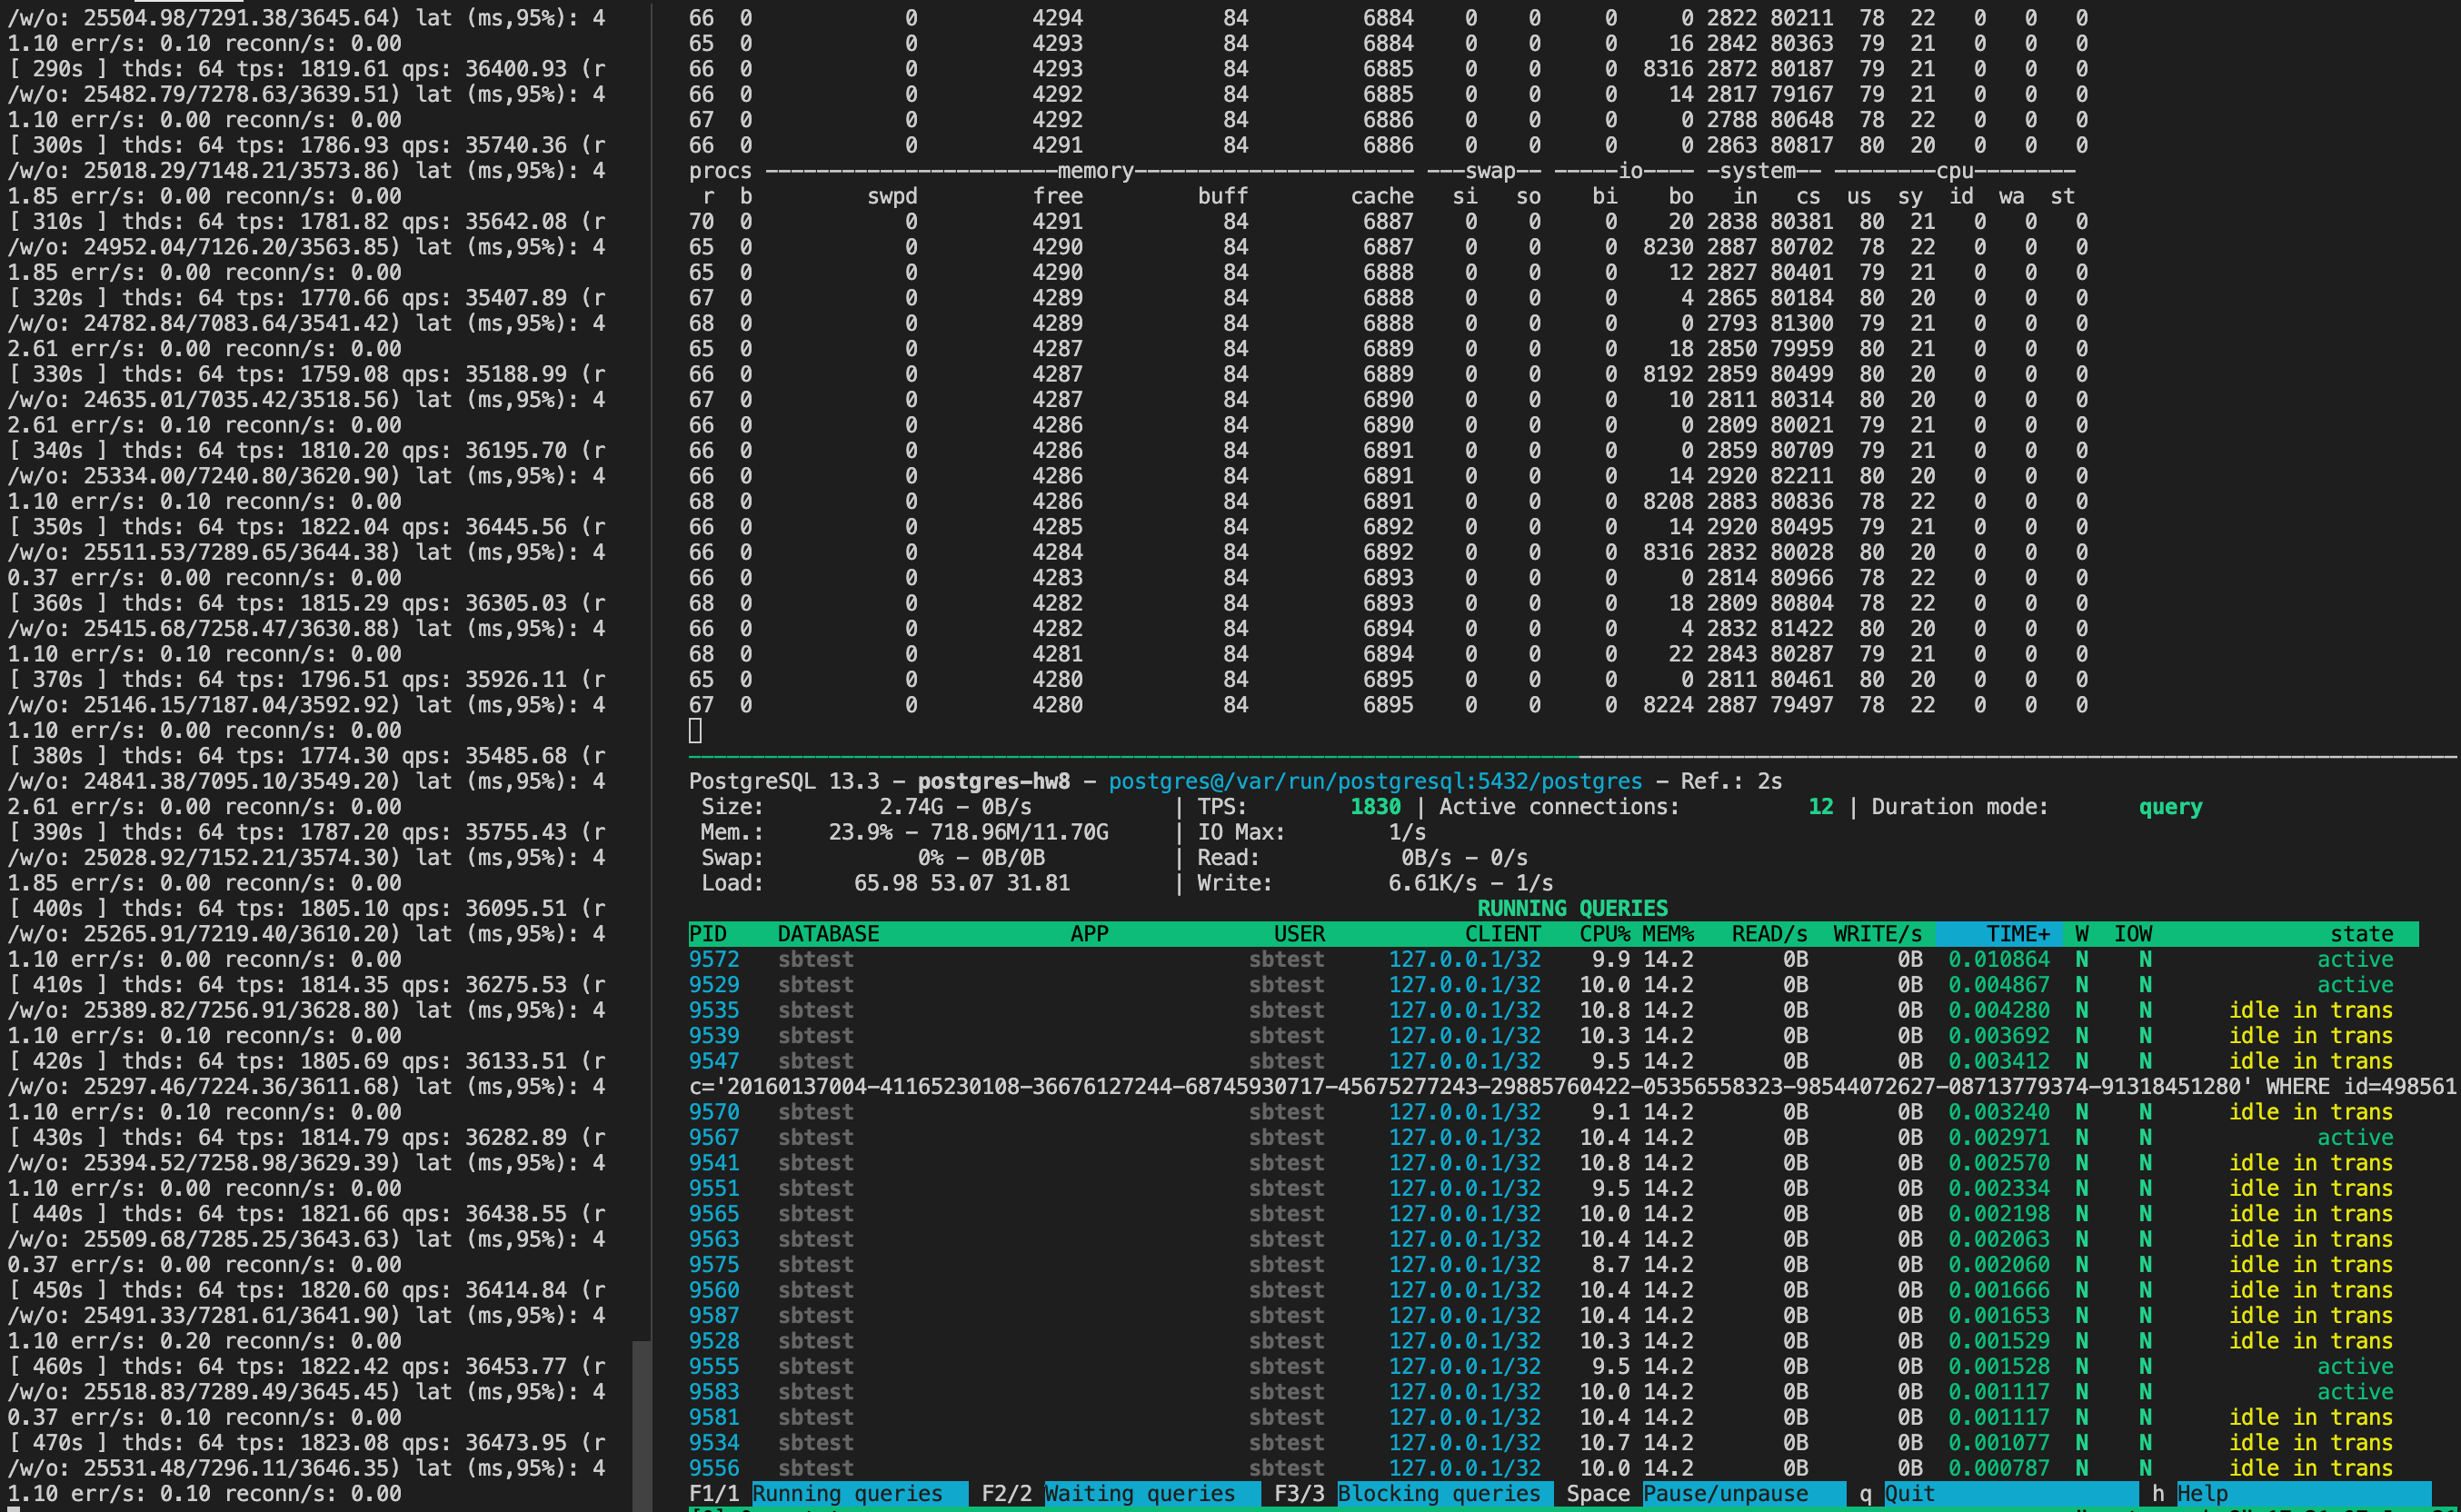 /w/o: 25504.98/7291.38/3645.64) lat (ms,95%): 4
1.10 err/s: 0.10 reconn/s: 0.00
[ 290s ] thds: 64 tps: 1819.61 qps: 36400.93 (r
/w/o: 25482.79/7278.63/3639.51) lat (ms,95%): 4
1.10 err/s: 0.00 reconn/s: 0.00
[ 300s ] thds: 64 tps: 1786.93 qps: 35740.36 (r
/w/o: 25018.29/7148.21/3573.86) lat (ms,95%): 4
1.85 err/s: 0.00 reconn/s: 0.00
[ 310s ] thds: 64 tps: 1781.82 qps: 35642.08 (r
/w/o: 24952.04/7126.20/3563.85) lat (ms,95%): 4
1.85 err/s: 0.00 reconn/s: 0.00
[ 320s ] thds: 64 tps: 1770.66 qps: 35407.89 (r
/w/o: 24782.84/7083.64/3541.42) lat (ms,95%): 4
2.61 err/s: 0.00 reconn/s: 0.00
[ 330s ] thds: 64 tps: 1759.08 qps: 35188.99 (r
/w/o: 24635.01/7035.42/3518.56) lat (ms,95%): 4
2.61 err/s: 0.10 reconn/s: 0.00
[ 340s ] thds: 64 tps: 1810.20 qps: 36195.70 (r
/w/o: 25334.00/7240.80/3620.90) lat (ms,95%): 4
1.10 err/s: 0.10 reconn/s: 0.00
[ 350s ] thds: 64 tps: 1822.04 qps: 36445.56 (r
/w/o: 25511.53/7289.65/3644.38) lat (ms,95%): 4
0.37 err/s: 0.00 reconn/s: 0.00
[ 360s ] thds: 64 tps: 1815.29 qps: 36305.03 (r
/w/o: 25415.68/7258.47/3630.88) lat (ms,95%): 4
1.10 err/s: 0.10 reconn/s: 0.00
[ 370s ] thds: 64 tps: 1796.51 qps: 35926.11 (r
/w/o: 25146.15/7187.04/3592.92) lat (ms,95%): 4
1.10 err/s: 0.00 reconn/s: 0.00
[ 380s ] thds: 64 tps: 1774.30 qps: 35485.68 (r
/w/o: 24841.38/7095.10/3549.20) lat (ms,95%): 4
2.61 err/s: 0.00 reconn/s: 0.00
[ 390s ] thds: 64 tps: 1787.20 qps: 35755.43 (r
/w/o: 25028.92/7152.21/3574.30) lat (ms,95%): 4
1.85 err/s: 0.00 reconn/s: 0.00
[ 400s ] thds: 64 tps: 1805.10 qps: 36095.51 (r
/w/o: 25265.91/7219.40/3610.20) lat (ms,95%): 4
1.10 err/s: 0.00 reconn/s: 0.00
[ 410s ] thds: 64 tps: 1814.35 qps: 36275.53 (r
/w/o: 25389.82/7256.91/3628.80) lat (ms,95%): 4
1.10 err/s: 0.10 reconn/s: 0.00
[ 420s ] thds: 64 tps: 1805.69 qps: 36133.51 (r
/w/o: 25297.46/7224.36/3611.68) lat (ms,95%): 4
1.10 err/s: 0.10 reconn/s: 0.00
[ 430s ] thds: 64 tps: 1814.79 qps: 36282.89 (r
/w/o: 25394.52/7258.98/3629.39) lat (ms,95%): 4
1.10 err/s: 0.00 reconn/s: 0.00
[ 440s ] thds: 64 tps: 1821.66 qps: 36438.55 (r
/w/o: 25509.68/7285.25/3643.63) lat (ms,95%): 4
0.37 err/s: 0.00 reconn/s: 0.00
[ 450s ] thds: 64 tps: 1820.60 qps: 36414.84 (r
/w/o: 25491.33/7281.61/3641.90) lat (ms,95%): 4
1.10 err/s: 0.20 reconn/s: 0.00
[ 460s ] thds: 64 tps: 1822.42 qps: 36453.77 (r
/w/o: 25518.83/7289.49/3645.45) lat (ms,95%): 4
0.37 err/s: 0.10 reconn/s: 0.00
[ 470s ] thds: 64 tps: 1823.08 qps: 36473.95 (r
/w/o: 25531.48/7296.11/3646.35) lat (ms,95%): 4
1.10 err/s: 0.10 reconn/s: 0.00
66 0 0 4294 84 6884 0 0 0 0 2822 80211 78 22 0 0 0
65 0 0 4293 84 6884 0 0 0 16 2842 80363 79 21 0 0 0
66 0 0 4293 84 6885 0 0 0 8316 2872 80187 79 21 0 0 0
66 0 0 4292 84 6885 0 0 0 14 2817 79167 79 21 0 0 0
67 0 0 4292 84 6886 0 0 0 0 2788 80648 78 22 0 0 0
66 0 0 4291 84 6886 0 0 0 0 2863 80817 80 20 0 0 0
procs -----------------------memory---------------------- ---swap-- -----io---- -system-- --------cpu--------
r b swpd free buff cache si so bi bo in cs us sy id wa st
70 0 0 4291 84 6887 0 0 0 20 2838 80381 80 21 0 0 0
65 0 0 4290 84 6887 0 0 0 8230 2887 80702 78 22 0 0 0
65 0 0 4290 84 6888 0 0 0 12 2827 80401 79 21 0 0 0
67 0 0 4289 84 6888 0 0 0 4 2865 80184 80 20 0 0 0
68 0 0 4289 84 6888 0 0 0 0 2793 81300 79 21 0 0 0
65 0 0 4287 84 6889 0 0 0 18 2850 79959 80 21 0 0 0
66 0 0 4287 84 6889 0 0 0 8192 2859 80499 80 20 0 0 0
67 0 0 4287 84 6890 0 0 0 10 2811 80314 80 20 0 0 0
66 0 0 4286 84 6890 0 0 0 0 2809 80021 79 21 0 0 0
66 0 0 4286 84 6891 0 0 0 0 2859 80709 79 21 0 0 0
66 0 0 4286 84 6891 0 0 0 14 2920 82211 80 20 0 0 0
68 0 0 4286 84 6891 0 0 0 8208 2883 80836 78 22 0 0 0
66 0 0 4285 84 6892 0 0 0 14 2920 80495 79 21 0 0 0
66 0 0 4284 84 6892 0 0 0 8316 2832 80028 80 20 0 0 0
66 0 0 4283 84 6893 0 0 0 0 2814 80966 78 22 0 0 0
68 0 0 4282 84 6893 0 0 0 18 2809 80804 78 22 0 0 0
66 0 0 4282 84 6894 0 0 0 4 2832 81422 80 20 0 0 0
68 0 0 4281 84 6894 0 0 0 22 2843 80287 79 21 0 0 0
65 0 0 4280 84 6895 0 0 0 0 2811 80461 80 20 0 0 0
67 0 0 4280 84 6895 0 0 0 8224 2887 79497 78 22 0 0 0
PostgreSQL 13.3 - postgres-hw8 - postgres@/var/run/postgresql:5432/postgres - Ref.: 2s
Size: 2.74G - 0B/s | TPS: 1830 | Active connections: 12 | Duration mode: query
Mem.: 23.9% - 718.96M/11.70G | IO Max: 1/s
Swap: 0% - 0B/0B | Read: 0B/s - 0/s
Load: 65.98 53.07 31.81 | Write: 6.61K/s - 1/s
RUNNING QUERIES
PID DATABASE APP USER CLIENT CPU% MEM% READ/s WRITE/s TIME+ W IOW state
9572 sbtest sbtest 127.0.0.1/32 9.9 14.2 0B 0B 0.010864 N N active
9529 sbtest sbtest 127.0.0.1/32 10.0 14.2 0B 0B 0.004867 N N active
9535 sbtest sbtest 127.0.0.1/32 10.8 14.2 0B 0B 0.004280 N N idle in trans
9539 sbtest sbtest 127.0.0.1/32 10.3 14.2 0B 0B 0.003692 N N idle in trans
9547 sbtest sbtest 127.0.0.1/32 9.5 14.2 0B 0B 0.003412 N N idle in trans
c='20160137004-41165230108-36676127244-68745930717-45675277243-29885760422-05356558323-98544072627-08713779374-91318451280' WHERE id=498561
9570 sbtest sbtest 127.0.0.1/32 9.1 14.2 0B 0B 0.003240 N N idle in trans
9567 sbtest sbtest 127.0.0.1/32 10.4 14.2 0B 0B 0.002971 N N active
9541 sbtest sbtest 127.0.0.1/32 10.8 14.2 0B 0B 0.002570 N N idle in trans
9551 sbtest sbtest 127.0.0.1/32 9.5 14.2 0B 0B 0.002334 N N idle in trans
9565 sbtest sbtest 127.0.0.1/32 10.0 14.2 0B 0B 0.002198 N N idle in trans
9563 sbtest sbtest 127.0.0.1/32 10.4 14.2 0B 0B 0.002063 N N idle in trans
9575 sbtest sbtest 127.0.0.1/32 8.7 14.2 0B 0B 0.002060 N N idle in trans
9560 sbtest sbtest 127.0.0.1/32 10.4 14.2 0B 0B 0.001666 N N idle in trans
9587 sbtest sbtest 127.0.0.1/32 10.4 14.2 0B 0B 0.001653 N N idle in trans
9528 sbtest sbtest 127.0.0.1/32 10.3 14.2 0B 0B 0.001529 N N idle in trans
9555 sbtest sbtest 127.0.0.1/32 9.5 14.2 0B 0B 0.001528 N N active
9583 sbtest sbtest 127.0.0.1/32 10.0 14.2 0B 0B 0.001117 N N active
9581 sbtest sbtest 127.0.0.1/32 10.4 14.2 0B 0B 0.001117 N N idle in trans
9534 sbtest sbtest 127.0.0.1/32 10.7 14.2 0B 0B 0.001077 N N idle in trans
9556 sbtest sbtest 127.0.0.1/32 10.0 14.2 0B 0B 0.000787 N N idle in trans
F1/1 Running queries F2/2 Waiting queries F3/3 Blocking queries Space Pause/unpause q Quit h Help